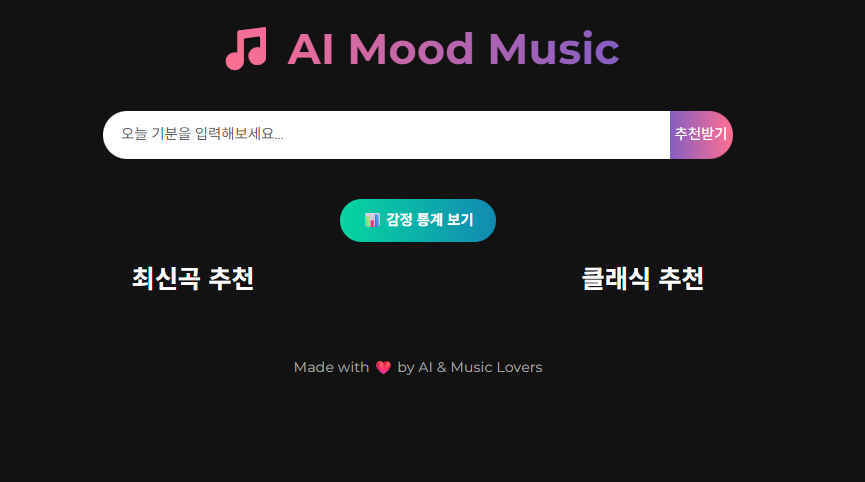 AI Mood Music
오늘 기분을 입력해보세요...
추천받기
📊 감정 통계 보기
최신곡 추천
클래식 추천
Made with 💖 by AI & Music Lovers